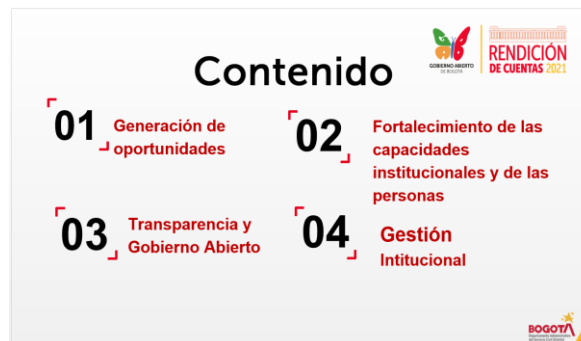 GOBIERNO ABIERTO
DE BOGOTÁ
RENDICIÓN
DE CUENTAS 2021
Contenido
01
Generación de
oportunidades
02
Fortalecimiento de las
capacidades
institucionales y de las
personas
03
Transparencia y
Gobierno Abierto
04
Gestión
Intitucional
BOGOTÁ